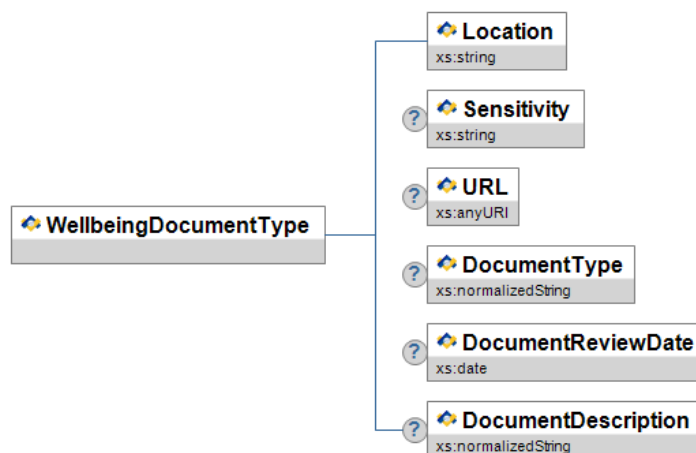 Location
xs:string
? Sensitivity
xs:string
? URL
xs:anyURI
WellbeingDocumentType
? DocumentType
xs:normalizedString
? DocumentReviewDate
xs:date
? DocumentDescription
xs:normalizedString